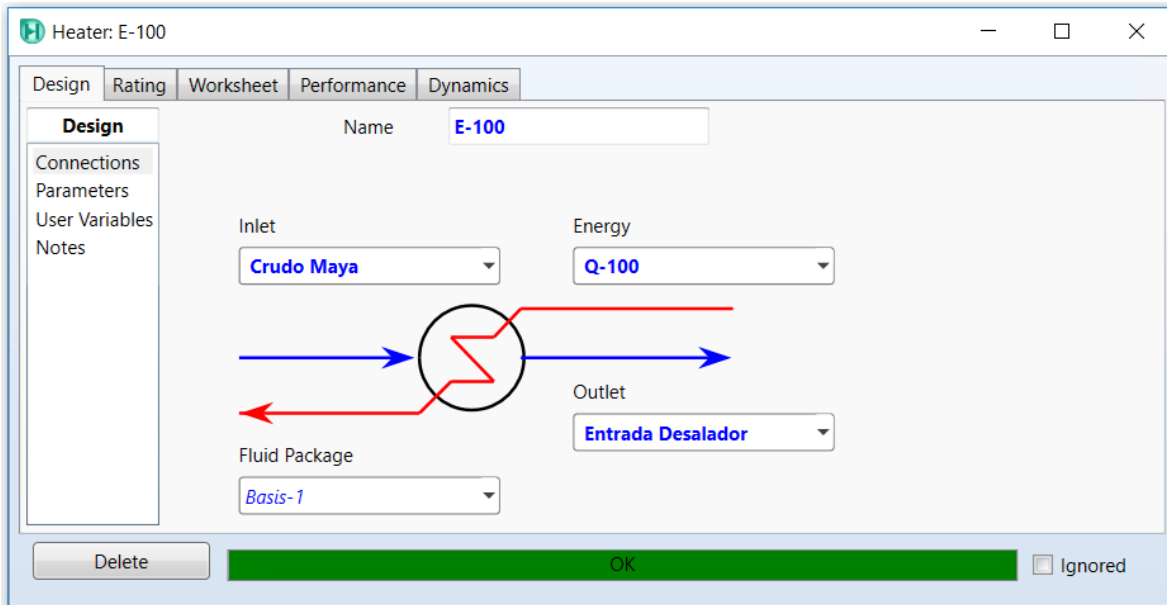 Heater: E-100
Design Rating Worksheet Performance Dynamics
Design
Connections
Parameters
User Variables
Notes
Name E-100
Inlet
Crudo Maya
Energy
Q-100
Outlet
Entrada Desalador
Fluid Package
Basis-1
Delete OK Ignored